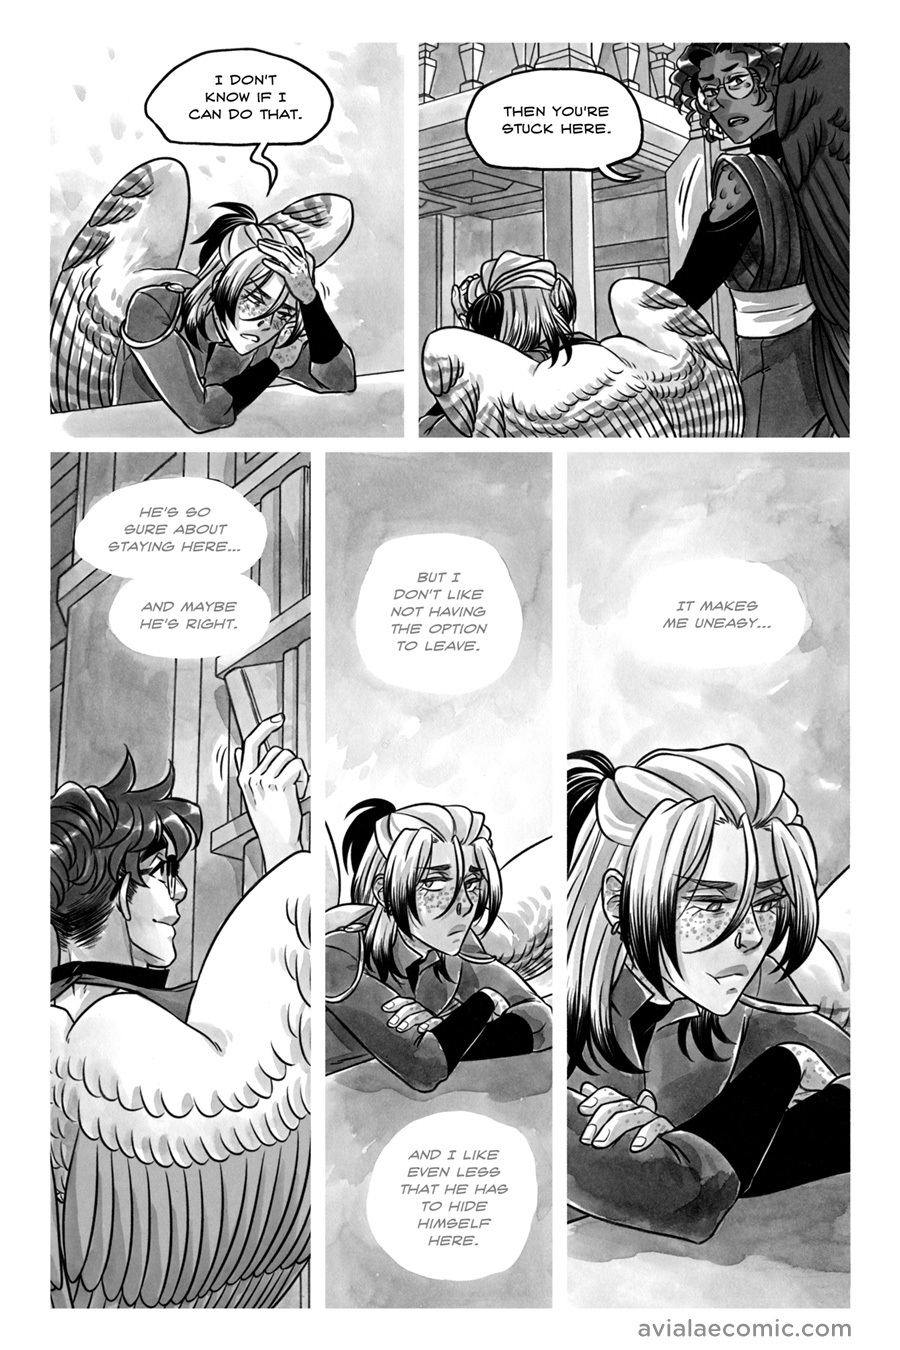 I DON'T
KNOW IF I
CAN DO THAT.
THEN YOU'RE
STUCK HERE.
HE'S SO
SURE ABOUT
STAYING HERE...
AND MAYBE
HE'S RIGHT.
BUT I
DON'T LIKE
NOT HAVING
THE OPTION
TO LEAVE.
AND I LIKE
EVEN LESS
THAT HE HAS
TO HIDE
HIMSELF
HERE.
IT MAKES
ME UNEASY...
avialaecomic.com